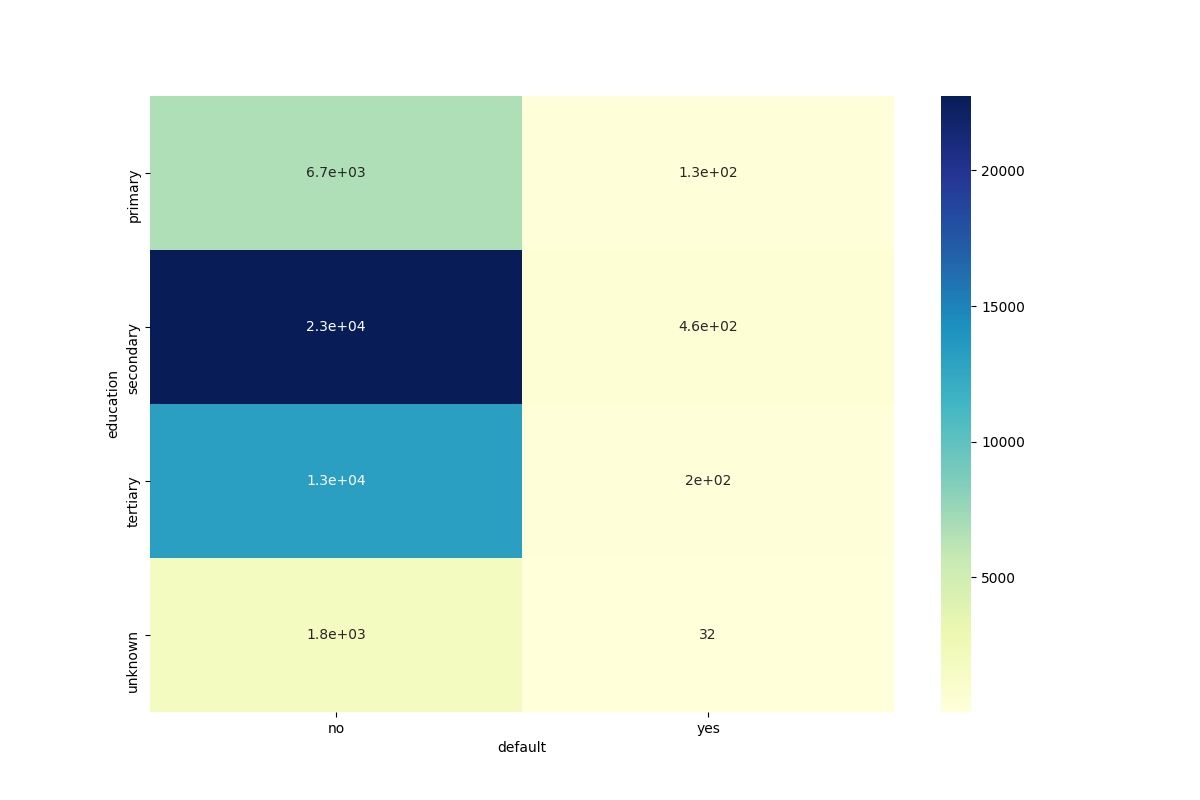 primary
6.7e+03
1.3e+02
secondary
2.3e+04
4.6e+02
tertiary
1.3e+04
2e+02
unknown
1.8e+03
32
education
no
yes
default
20000
15000
10000
5000